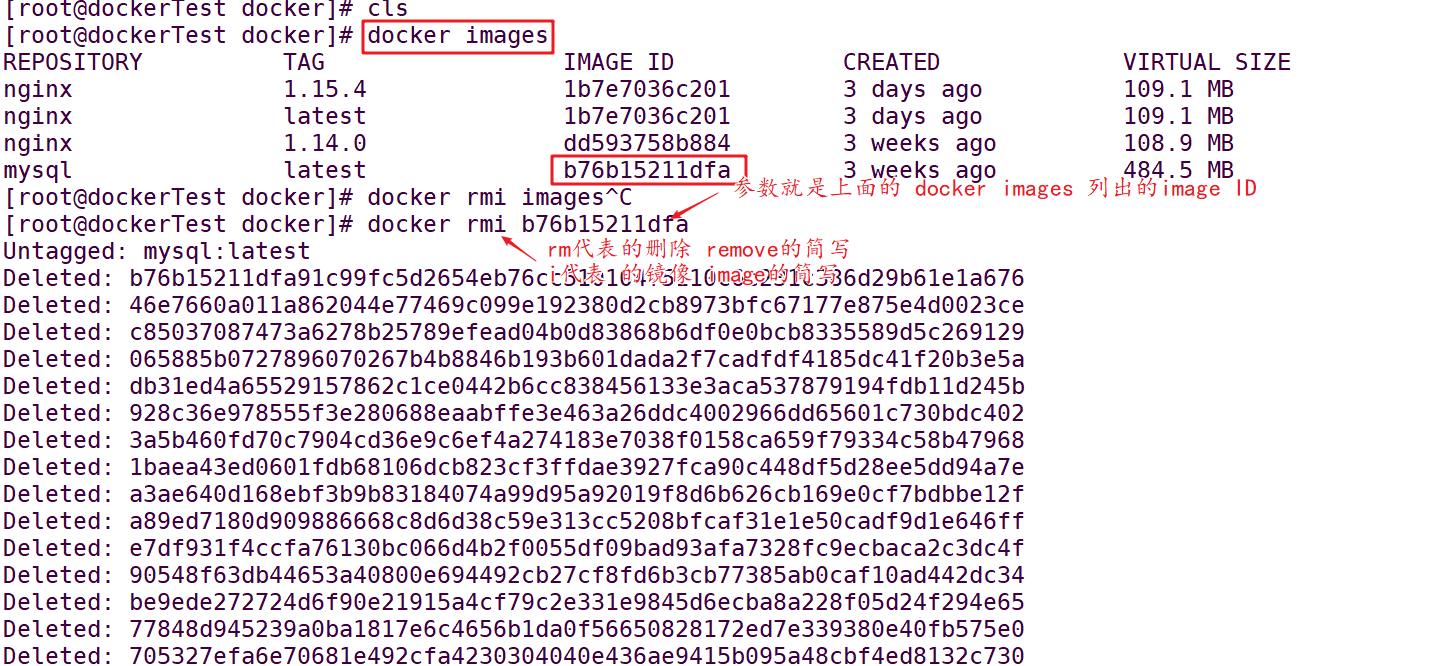 [root@dockerTest docker]# cls
[root@dockerTest docker]# docker images
REPOSITORY TAG IMAGE ID CREATED VIRTUAL SIZE
nginx 1.15.4 1b7e7036c201 3 days ago 109.1 MB
nginx latest 1b7e7036c201 3 days ago 109.1 MB
nginx 1.14.0 dd593758b884 3 weeks ago 108.9 MB
mysql latest b76b15211dfa 3 weeks ago 484.5 MB
参数就是上面的 docker images 列出的image ID
[root@dockerTest docker]# docker rmi images^C
[root@dockerTest docker]# docker rmi b76b15211dfa
Untagged: mysql:latest
rm代表的删除 remove的简写
i代表 的镜像 image的简写
Deleted:
Deleted: 46e7660a011a862044e77469c099e192380d2cb8973bfc67177e875e4d0023ce
Deleted: c85037087473a6278b25789efead04b0d83868b6df0e0bcb8335589d5c269129
Deleted: 065885b0727896070267b4b8846b193b601dada2f7cadfdf4185dc41f20b3e5a
Deleted: db31ed4a65529157862c1ce0442b6cc838456133e3aca537879194fdb11d245b
Deleted: 928c36e978555f3e280688eaabffe3e463a26ddc4002966dd65601c730bdc402
Deleted: 3a5b460fd70c7904cd36e9c6ef4a274183e7038f0158ca659f79334c58b47968
Deleted: 1baea43ed0601fdb68106dcb823cf3ffdae3927fca90c448df5d28ee5dd94a7e
Deleted: a3ae640d168ebf3b9b83184074a99d95a92019f8d6b626cb169e0cf7bdbbe12f
Deleted: a89ed7180d909886668c8d6d38c59e313cc5208bfcaf31e1e50cadf9d1e646ff
Deleted: e7df931f4ccfa76130bc066d4b2f0055df09bad93afa7328fc9ecbaca2c3dc4f
Deleted: 90548f63db44653a40800e694492cb27cf8fd6b3cb77385ab0caf10ad442dc34
Deleted: be9ede272724d6f90e21915a4cf79c2e331e9845d6ecba8a228f05d24f294e65
Deleted: 77848d945239a0ba1817e6c4656b1da0f56650828172ed7e339380e40fb575e0
Deleted: 705327efa6e70681e492cfa4230304040e436ae9415b095a48cbf4ed8132c730